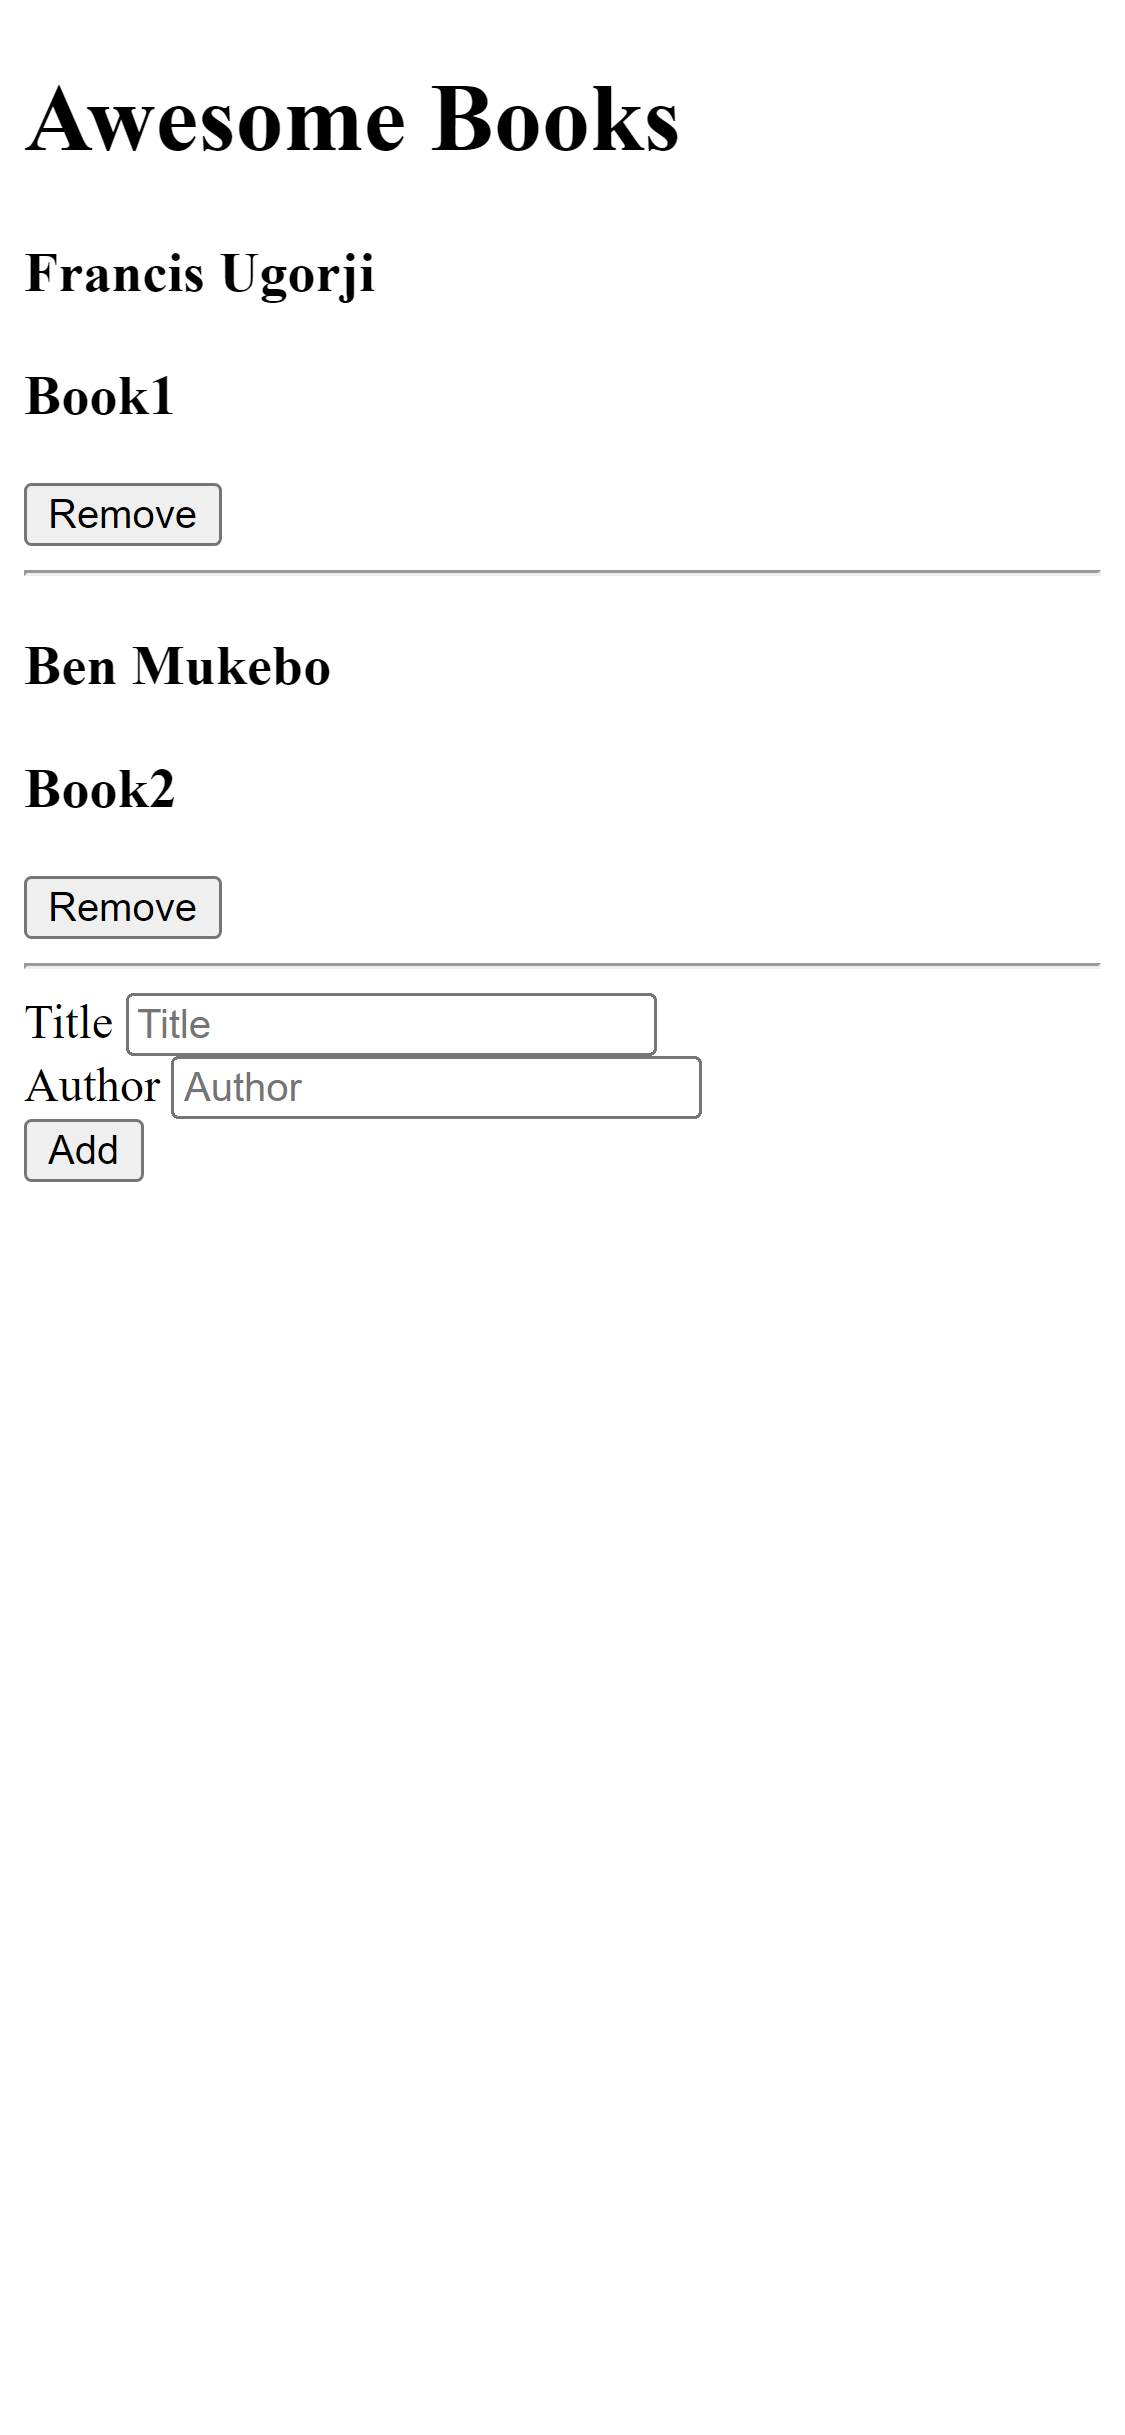 Awesome Books
Francis Ugorji
Book1
Remove
Ben Mukebo
Book2
Remove
Title Title
Author Author
Add